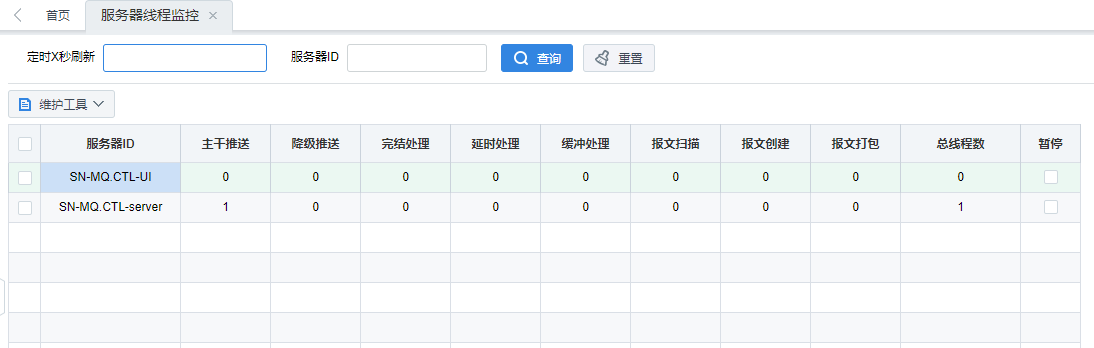 首页 服务器线程监控
定时X秒刷新 服务器ID 查询 重置
维护工具
服务器ID 主干推送 降级推送 完结处理 延时处理 缓冲处理 报文扫描 报文创建 报文打包 总线程数 暂停
SN-MQ.CTL-UI 0 0 0 0 0 0 0 0 0
SN-MQ.CTL-server 1 0 0 0 0 0 0 0 1